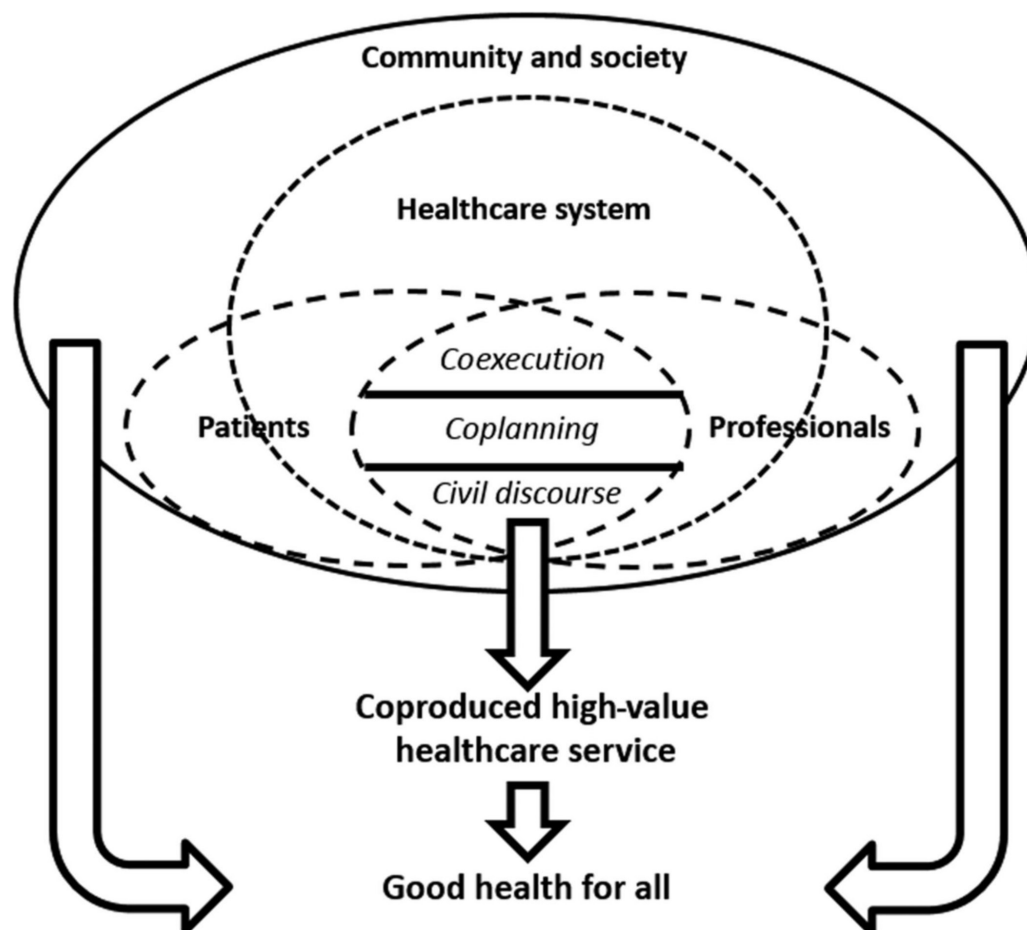 Community and society
Healthcare system
Coexecution
Patients
Coplanning
Professionals
Civil discourse
Coproduced high-value
healthcare service
Good health for all